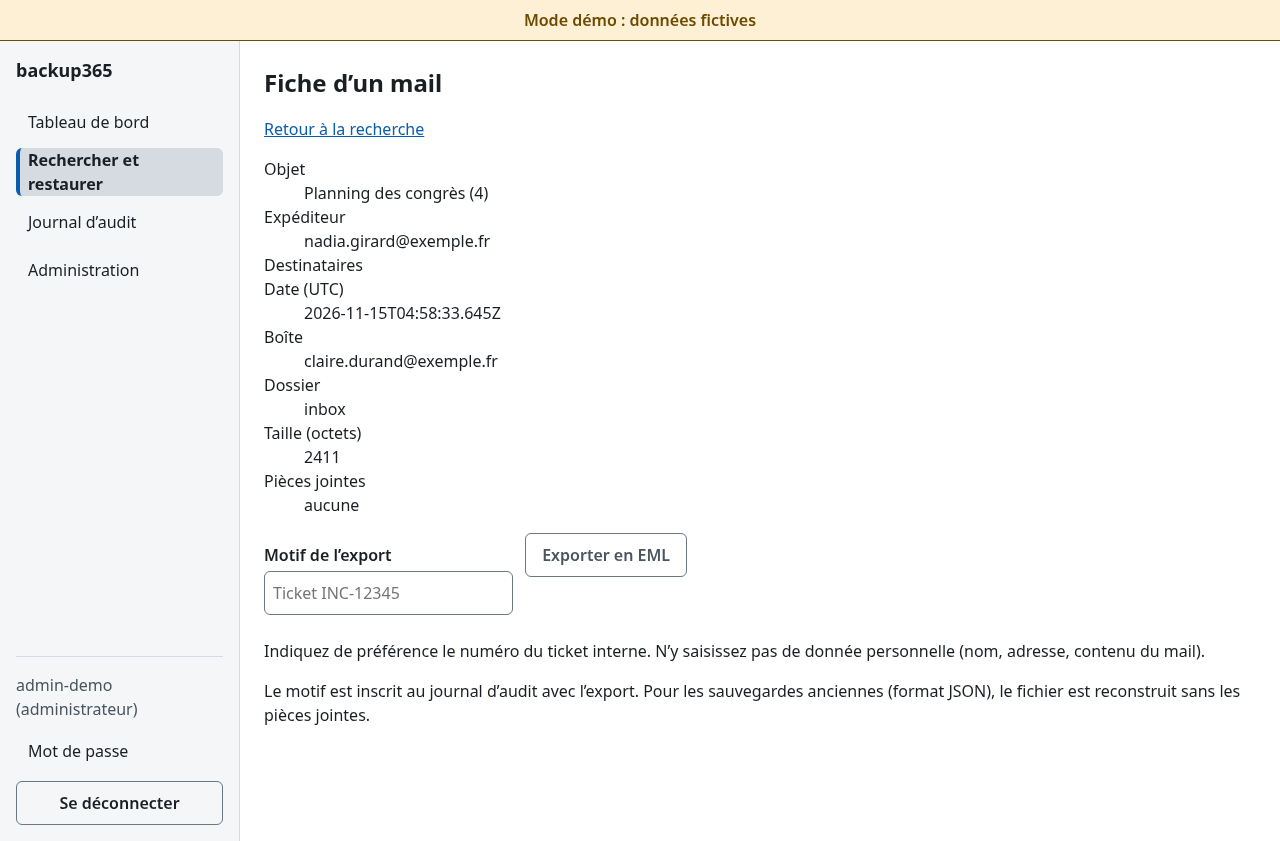 Mode démo : données fictives
backup365
Tableau de bord
Rechercher et
restaurer
Journal d’audit
Administration
admin-demo
(administrateur)
Mot de passe
Se déconnecter
Fiche d’un mail
Retour à la recherche
Objet
Planning des congrès (4)
Expéditeur
nadia.girard@exemple.fr
Destinataires
Date (UTC)
2026-11-15T04:58:33.645Z
Boîte
claire.durand@exemple.fr
Dossier
inbox
Taille (octets)
2411
Pièces jointes
aucune
Motif de l’export
Exporter en EML
Ticket INC-12345
Indiquez de préférence le numéro du ticket interne. N’y saisissez pas de donnée personnelle (nom, adresse, contenu du mail).
Le motif est inscrit au journal d’audit avec l’export. Pour les sauvegardes anciennes (format JSON), le fichier est reconstruit sans les
pièces jointes.